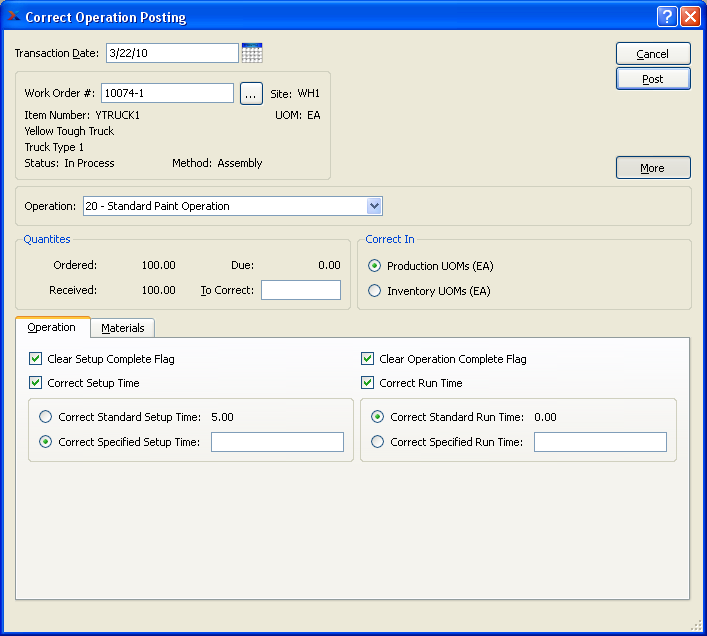 Correct Operation Posting
Transaction Date: 3/22/10
Cancel
Post
Work Order #: 10074-1 ... Site: WH1
Item Number: YTRUCK1 UOM: EA
Yellow Tough Truck
Truck Type 1
Status: In Process Method: Assembly
More
Operation: 20 - Standard Paint Operation
Quantites
Ordered: 100.00 Due: 0.00
Received: 100.00 To Correct:
Correct In
Production UOMs (EA)
Inventory UOMs (EA)
Operation Materials
Clear Setup Complete Flag
Correct Setup Time
Correct Standard Setup Time: 5.00
Correct Specified Setup Time:
Clear Operation Complete Flag
Correct Run Time
Correct Standard Run Time: 0.00
Correct Specified Run Time: